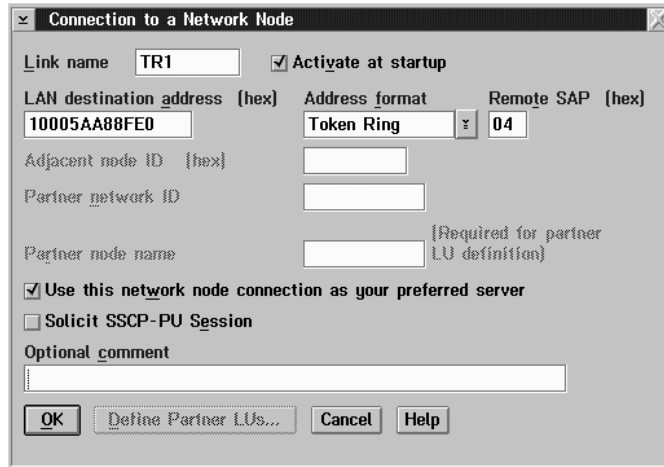 Connection to a Network Node
Link name TR1 Activate at startup
LAN destination address (hex) Address format Remote SAP (hex)
10005AA88FE0 Token Ring 04
Adjacent node ID (hex)
Partner network ID
(Required for partner
Partner node name LU definition)
Use this network node connection as your preferred server
Solicit SSCP-PU Session
Optional comment
OK Define Partner LUs... Cancel Help